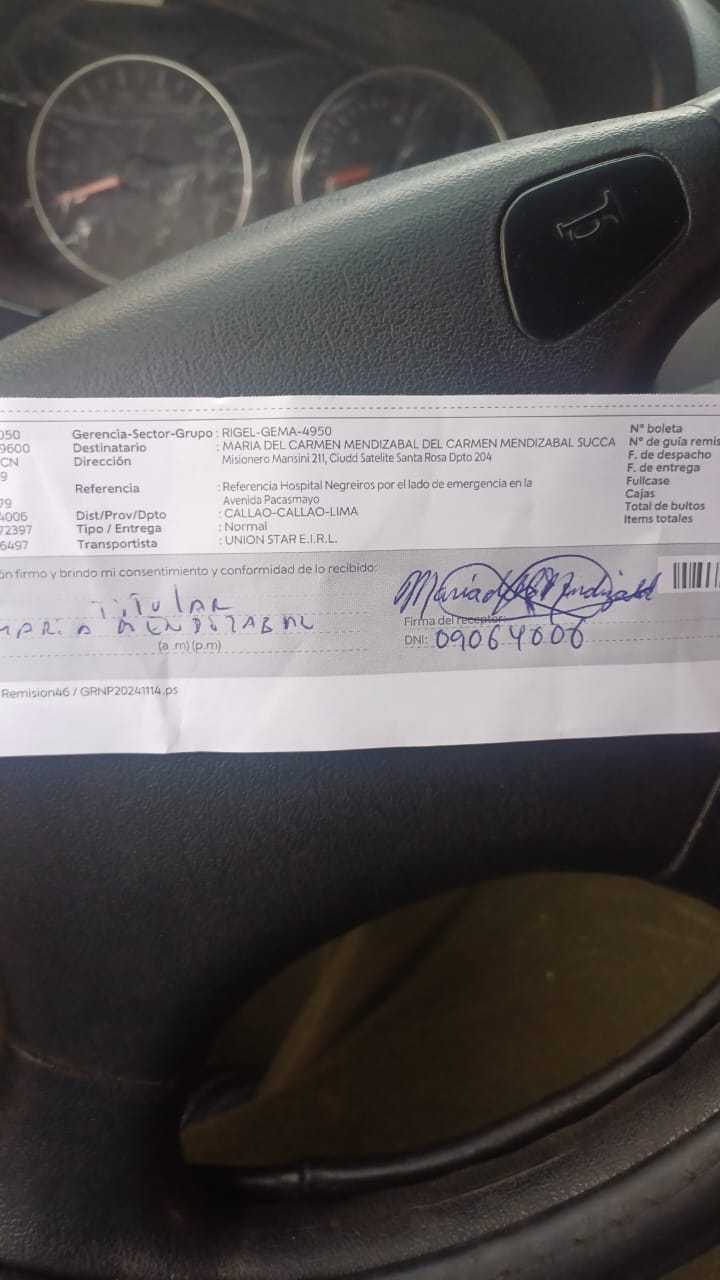 050 Gerencia-Sector-Grupo : RIGEL-GEMA-4950 N° boleta
9600 Destinatario : MARIA DEL CARMEN MENDIZABAL DEL CARMEN MENDIZABAL SUCCA N° de guía remis
CN Dirección Misionero Mansini 211, Ciudd Satelite Santa Rosa Dpto 204 F. de despacho
9 F. de entrega
Referencia : Referencia Hospital Negreiros por el lado de emergencia en la Fullcase
79 Avenida Pacasmayo Cajas
4006 Dist/Prov/Dpto : CALLAO-CALLAO-LIMA Total de bultos
72397 Tipo / Entrega : Normal Items totales
6497 Transportista : UNION STAR E.I.R.L.
ón firmo y brindo mi consentimiento y conformidad de lo recibido:
TITULAR
MARIA MENDIZABAL
(a .m) (p.m)
Maria Mendizabal
Firma del receptor:
DNI: 09064006
Remision46 / GRNP20241114.ps